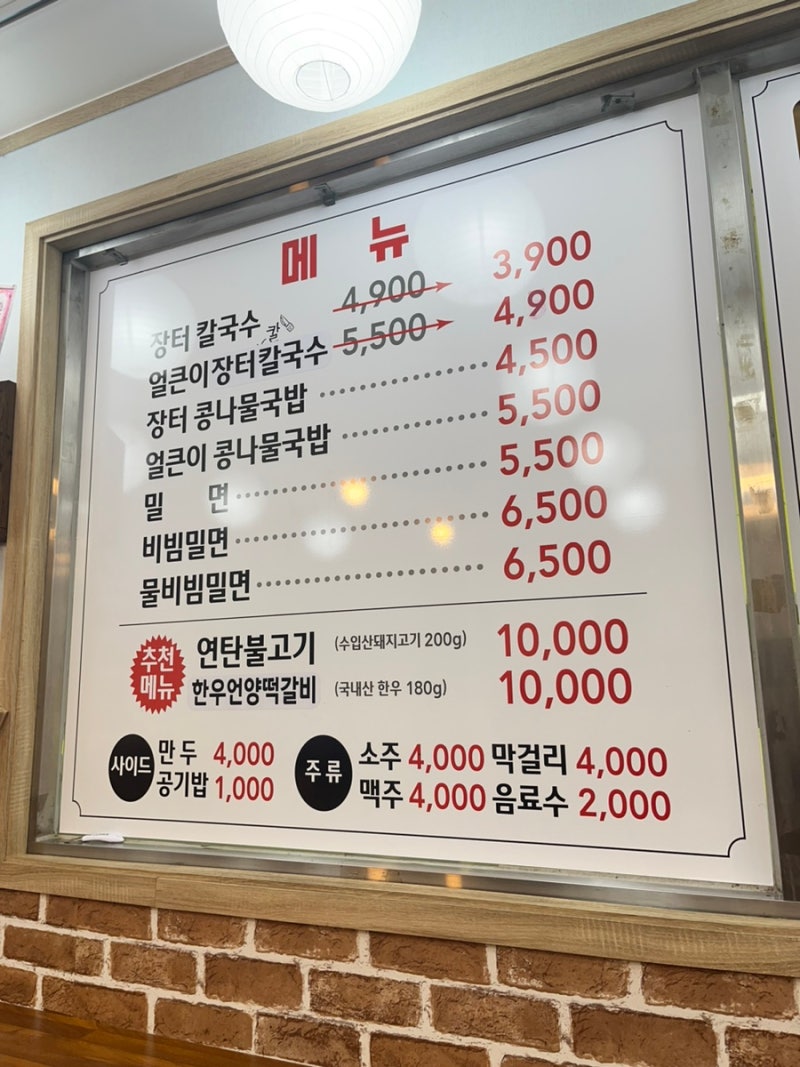 메 뉴
장터 칼국수 4,900 3,900
칼
얼큰이장터칼국수 5,500 4,900
장터 콩나물국밥 4,500
얼큰이 콩나물국밥 5,500
밀 면 5,500
비빔밀면 6,500
물비빔밀면 6,500
추천 메뉴
연탄불고기 (수입산돼지고기 200g) 10,000
한우언양떡갈비 (국내산 한우 180g) 10,000
사이드
만 두 4,000
공기밥 1,000
주 류
소주 4,000 막걸리 4,000
맥주 4,000 음료수 2,000